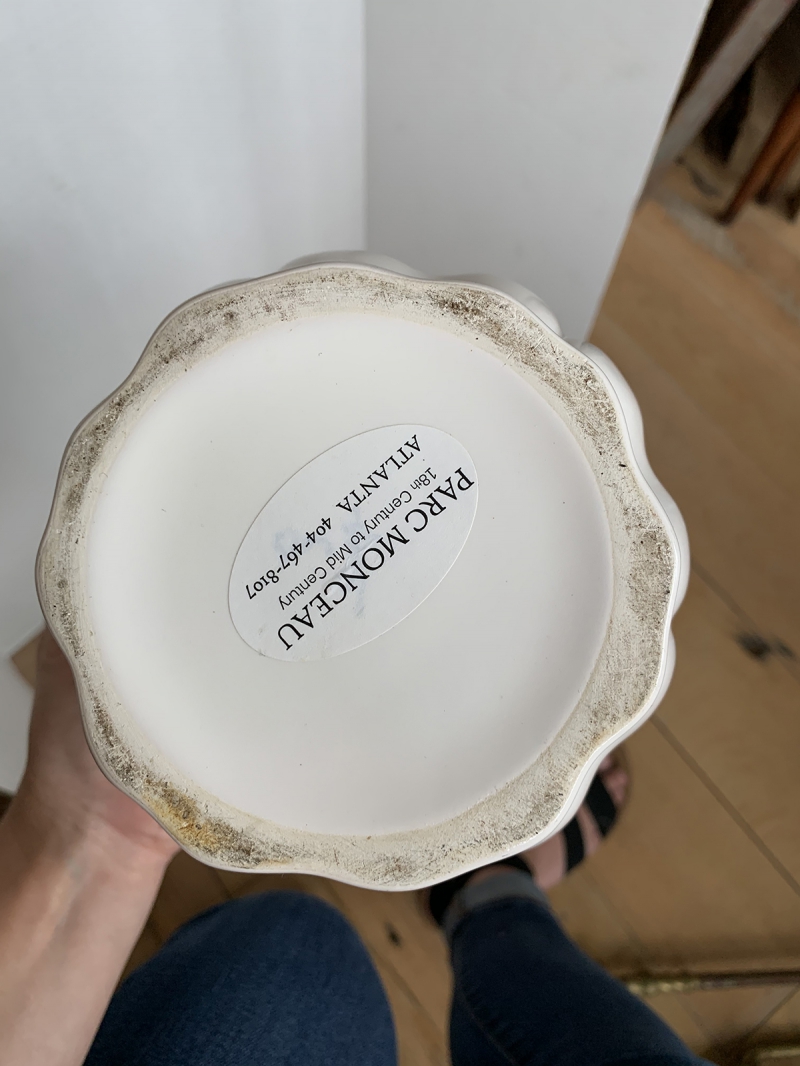 PARC MONCEAU
18th Century to Mid Century
ATLANTA 404-467-8107